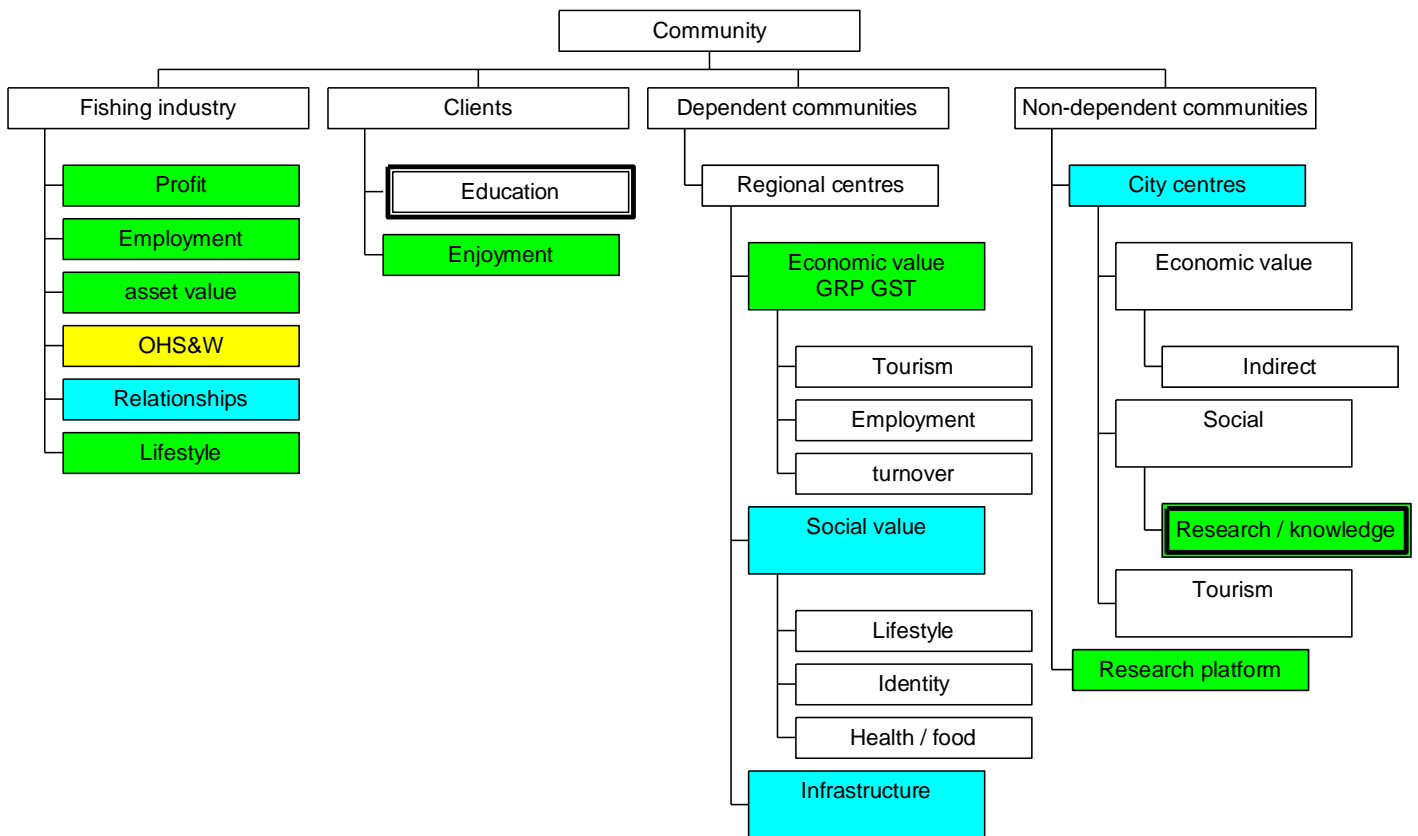 Community
Fishing industry
Clients
Dependent communities
Non-dependent communities
Profit
Employment
asset value
OHS&W
Relationships
Lifestyle
Education
Enjoyment
Regional centres
Economic value
GRP GST
Tourism
Employment
turnover
Social value
Lifestyle
Identity
Health / food
Infrastructure
City centres
Economic value
Indirect
Social
Research / knowledge
Tourism
Research platform